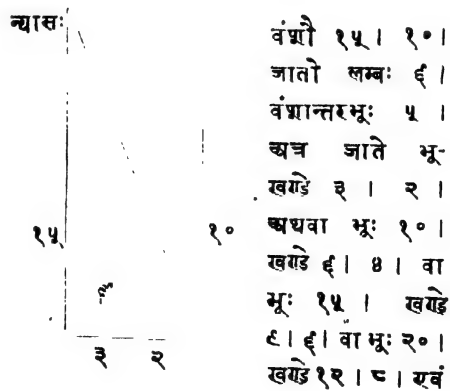 न्यासः
वंशौ १५ । १० ।
जातो लम्बः ६ ।
वंशान्तरभूः ५ ।
अत्र जाते भू-
खण्डे ३ । २ ।
अथवा भूः १० ।
खण्डे ६ । ४ । वा
भूः १५ । खण्डे
९ । ६ । वा भूः २० ।
खण्डे १२ । ८ । एवं
१५
१०
३ २